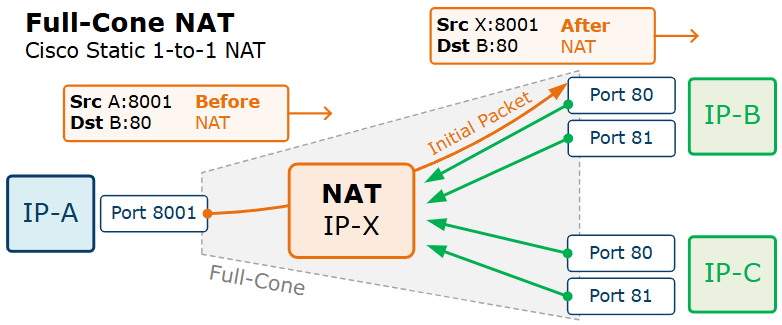 Full-Cone NAT
Cisco Static 1-to-1 NAT
Src X:8001 After
Dst B:80 NAT
Src A:8001 Before
Dst B:80 NAT
Initial Packet
Port 80
Port 81
IP-B
IP-A
Port 8001
NAT
IP-X
Full-Cone
Port 80
Port 81
IP-C